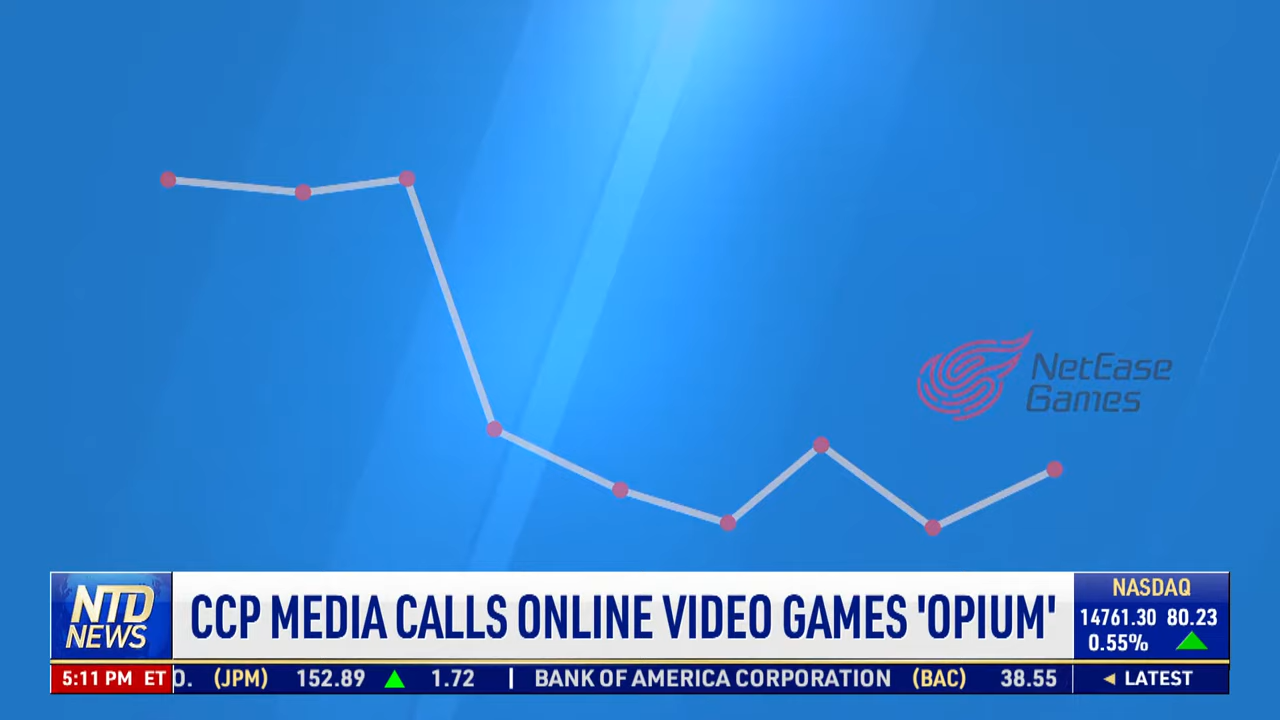 NetEase
Games
NTD
NEWS
CCP MEDIA CALLS ONLINE VIDEO GAMES 'OPIUM'
NASDAQ
14761.30 80.23
0.55%
5:11 PM ET
0. (JPM) 152.89 1.72 | BANK OF AMERICA CORPORATION (BAC) 38.55
LATEST